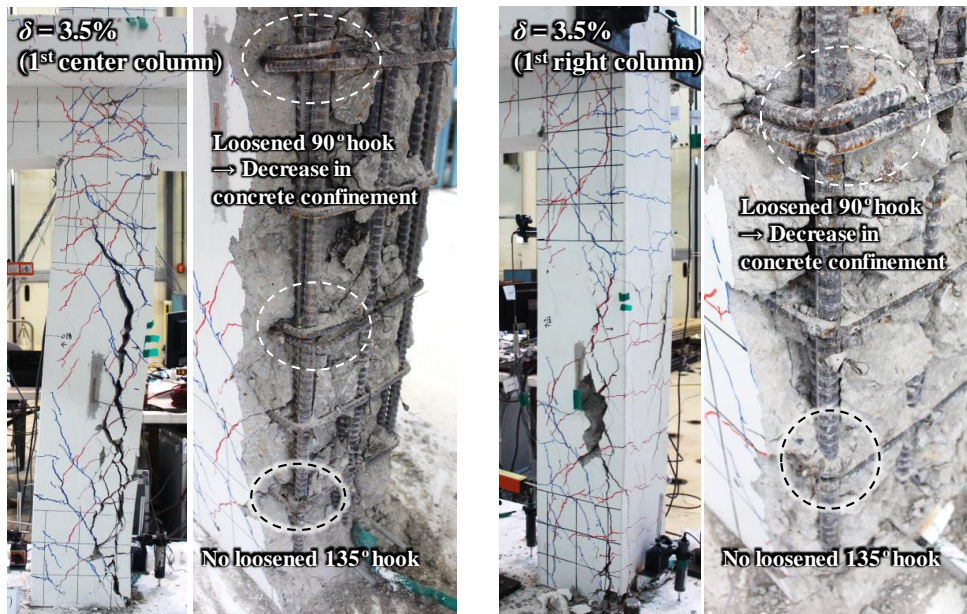 δ = 3.5%
(1st center column)
Loosened 90° hook
→ Decrease in
concrete confinement
No loosened 135° hook
δ = 3.5%
(1st right column)
Loosened 90° hook
→ Decrease in
concrete confinement
No loosened 135° hook